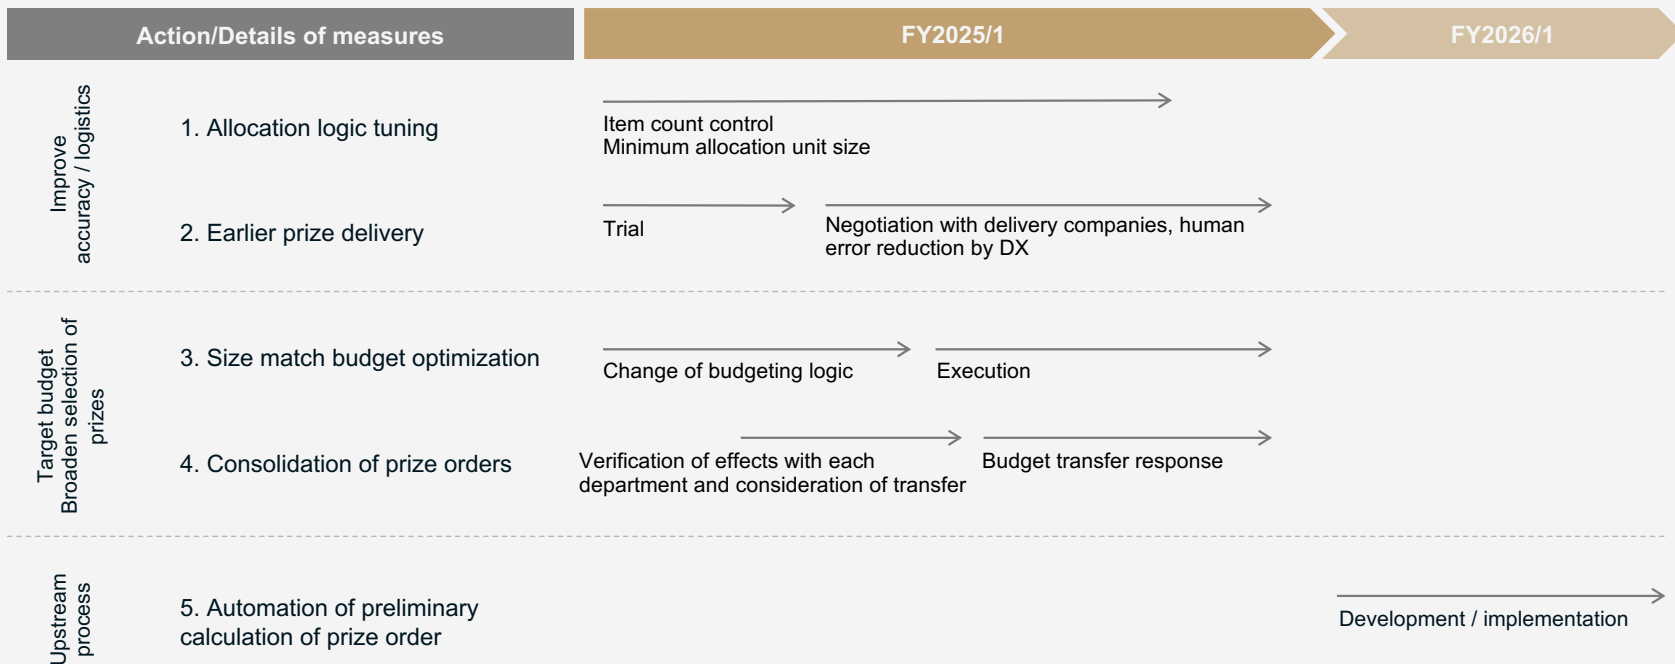 Action/Details of measures
FY2025/1
FY2026/1
Improve
accuracy / logistics
1. Allocation logic tuning
Item count control
Minimum allocation unit size
2. Earlier prize delivery
Trial
Negotiation with delivery companies, human
error reduction by DX
Target budget
Broaden selection of
prizes
3. Size match budget optimization
Change of budgeting logic
Execution
4. Consolidation of prize orders
Verification of effects with each
department and consideration of transfer
Budget transfer response
Upstream
process
5. Automation of preliminary
calculation of prize order
Development / implementation